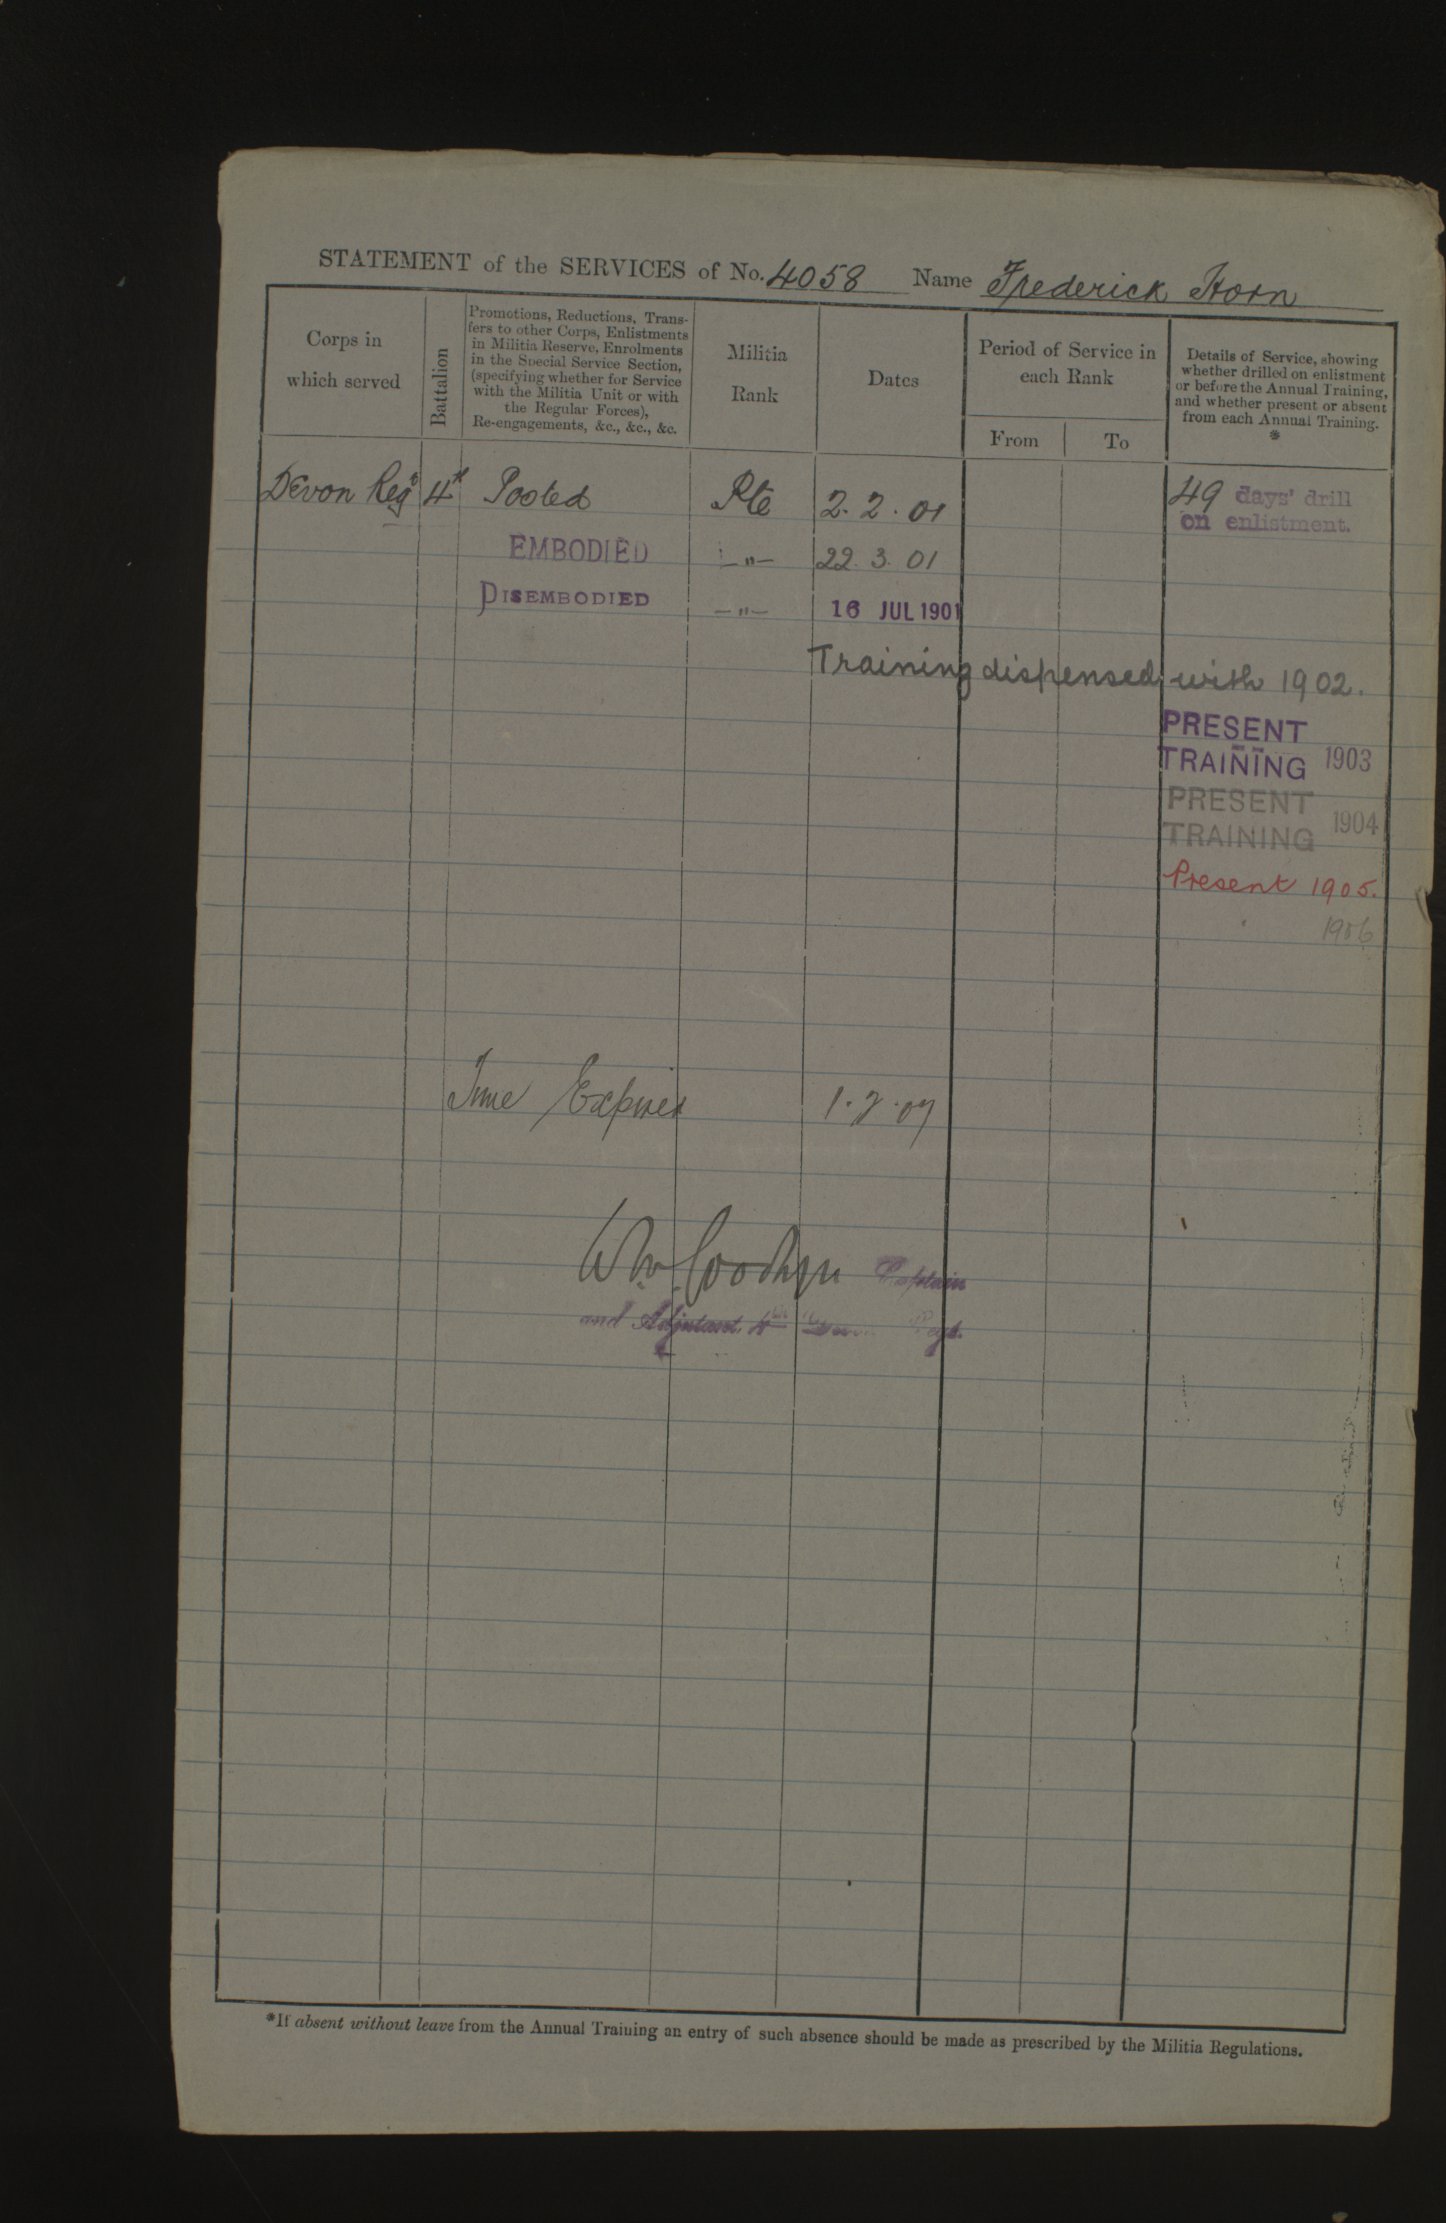 STATEMENT of the SERVICES of No. 4058 Name Frederick Horn
Corps in
which served
Battalion
Promotions, Reductions, Trans-
fers to other Corps, Enlistments
in Militia Reserve, Enrolments
in the Special Service Section,
(specifying whether for Service
with the Militia Unit or with
the Regular Forces),
Re-engagements, &c., &c., &c.
Militia
Rank
Dates
Period of Service in
each Rank
From
To
Details of Service, showing
whether drilled on enlistment
or before the Annual Training,
and whether present or absent
from each Annual Training.
*
Devon Regt 4th Posted Pte 2. 2. 01 49 days' drill
on enlistment.
EMBODIED -"- 22. 3. 01
DISEMBODIED -"- 16 JUL 1901
Training dispensed with 1902.
PRESENT
TRAINING 1903
PRESENT
TRAINING 1904
Present 1905.
1906
Time Expired 1. 2. 07
Captain
and Adjutant. 4th Devon Regt.
*If absent without leave from the Annual Training an entry of such absence should be made as prescribed by the Militia Regulations.